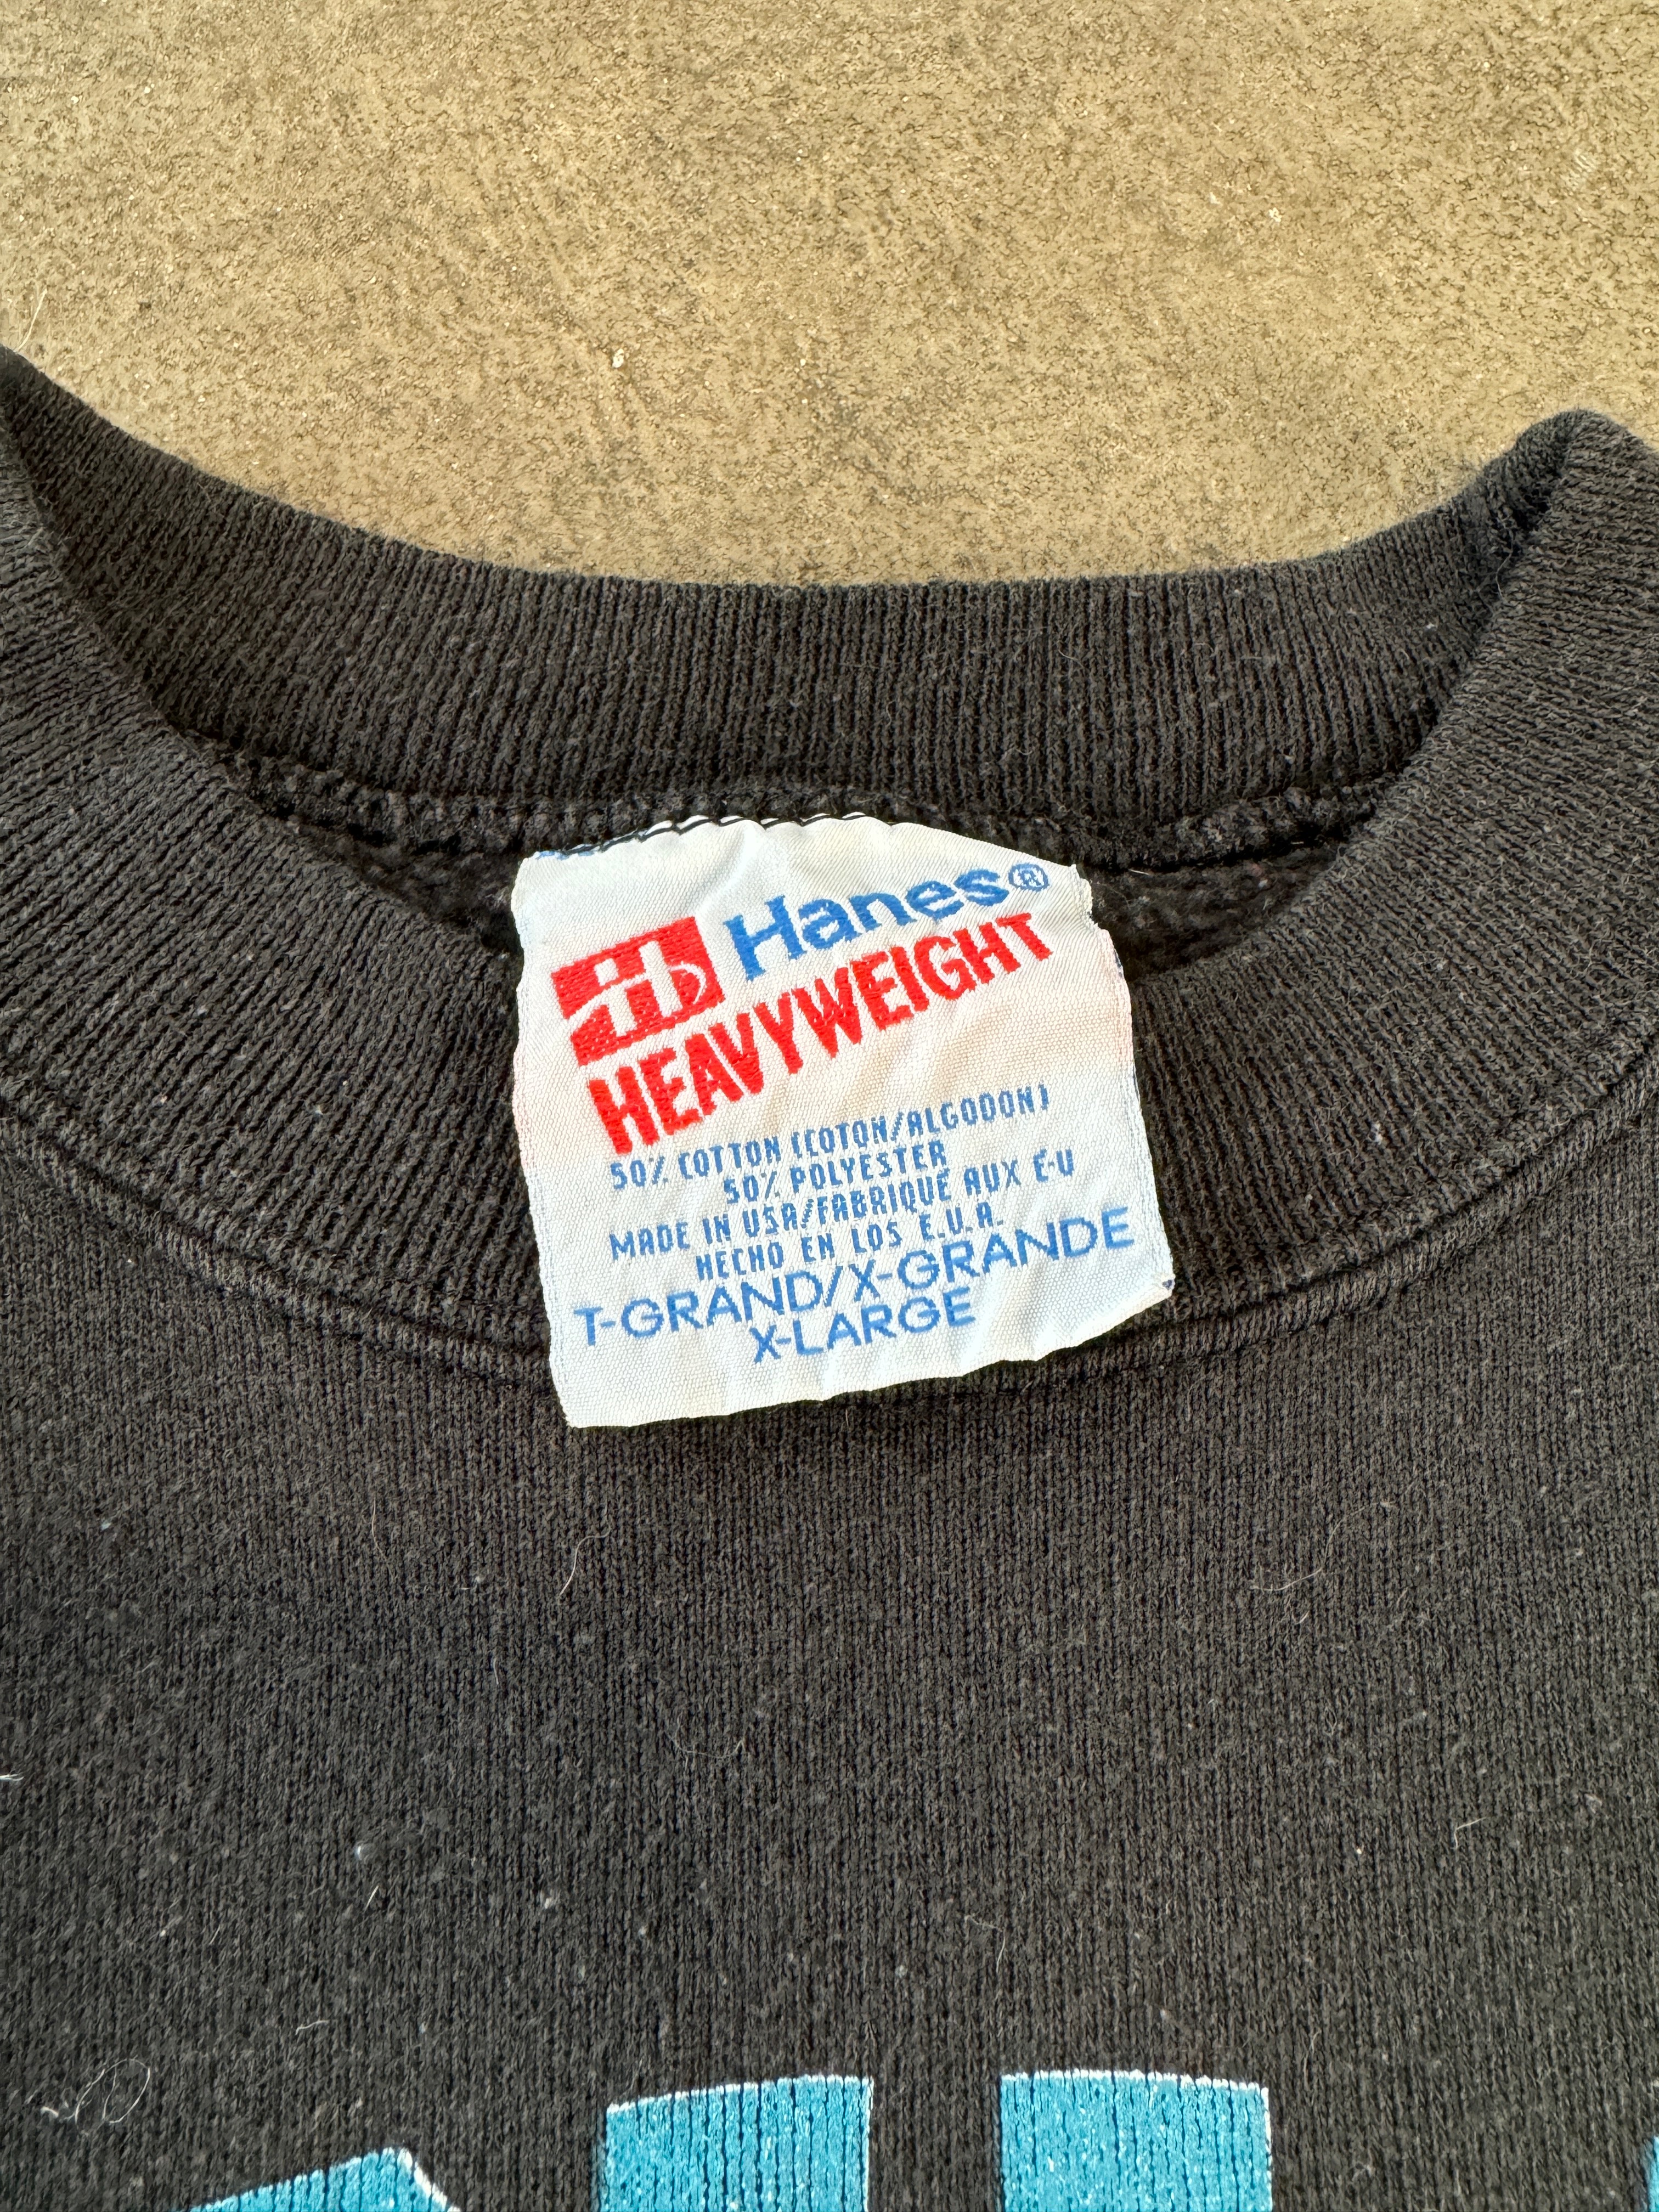 Hanes®
HEAVYWEIGHT
50% COTTON (COTON/ALGODON)
50% POLYESTER
MADE IN USA/FABRIQUÉ AUX É-U
HECHO EN LOS E.U.A.
T-GRAND/X-GRANDE
X-LARGE